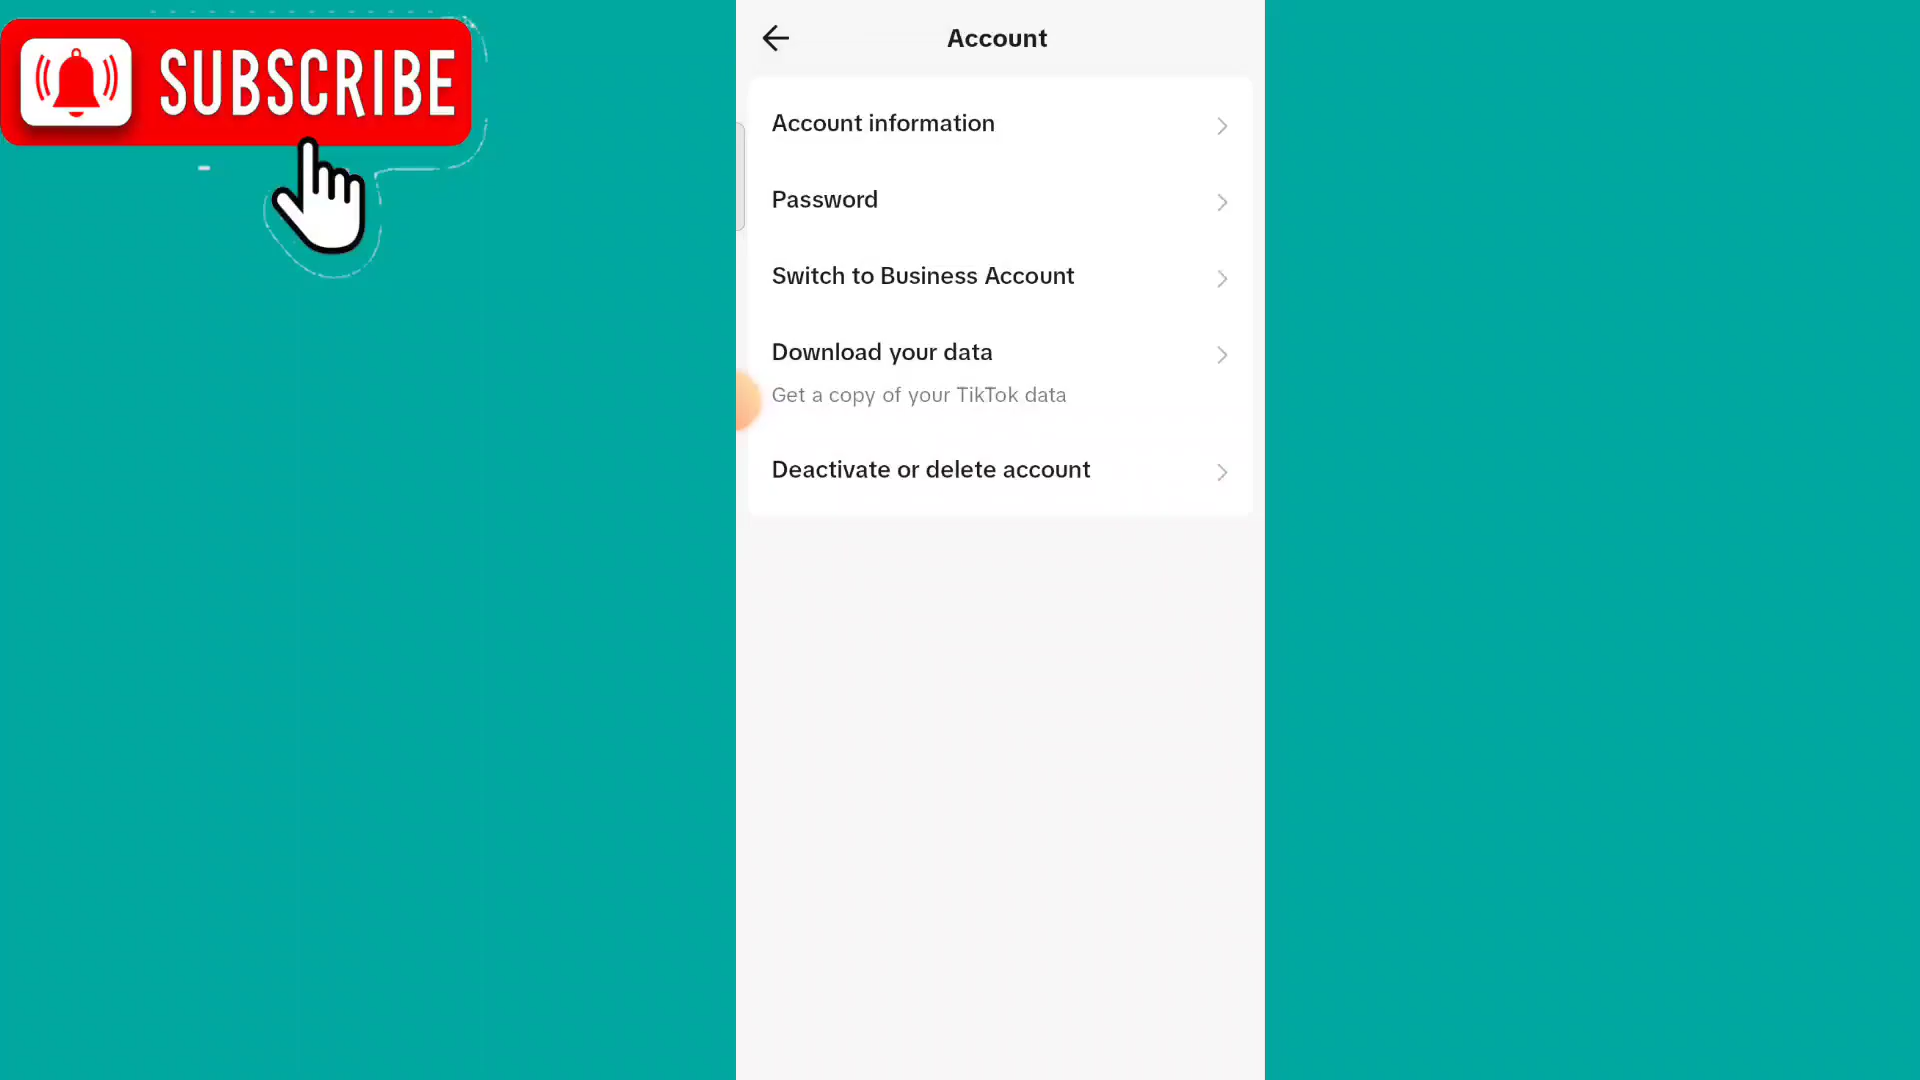 SUBSCRIBE
Account
Account information
Password
Switch to Business Account
Download your data
Get a copy of your TikTok data
Deactivate or delete account